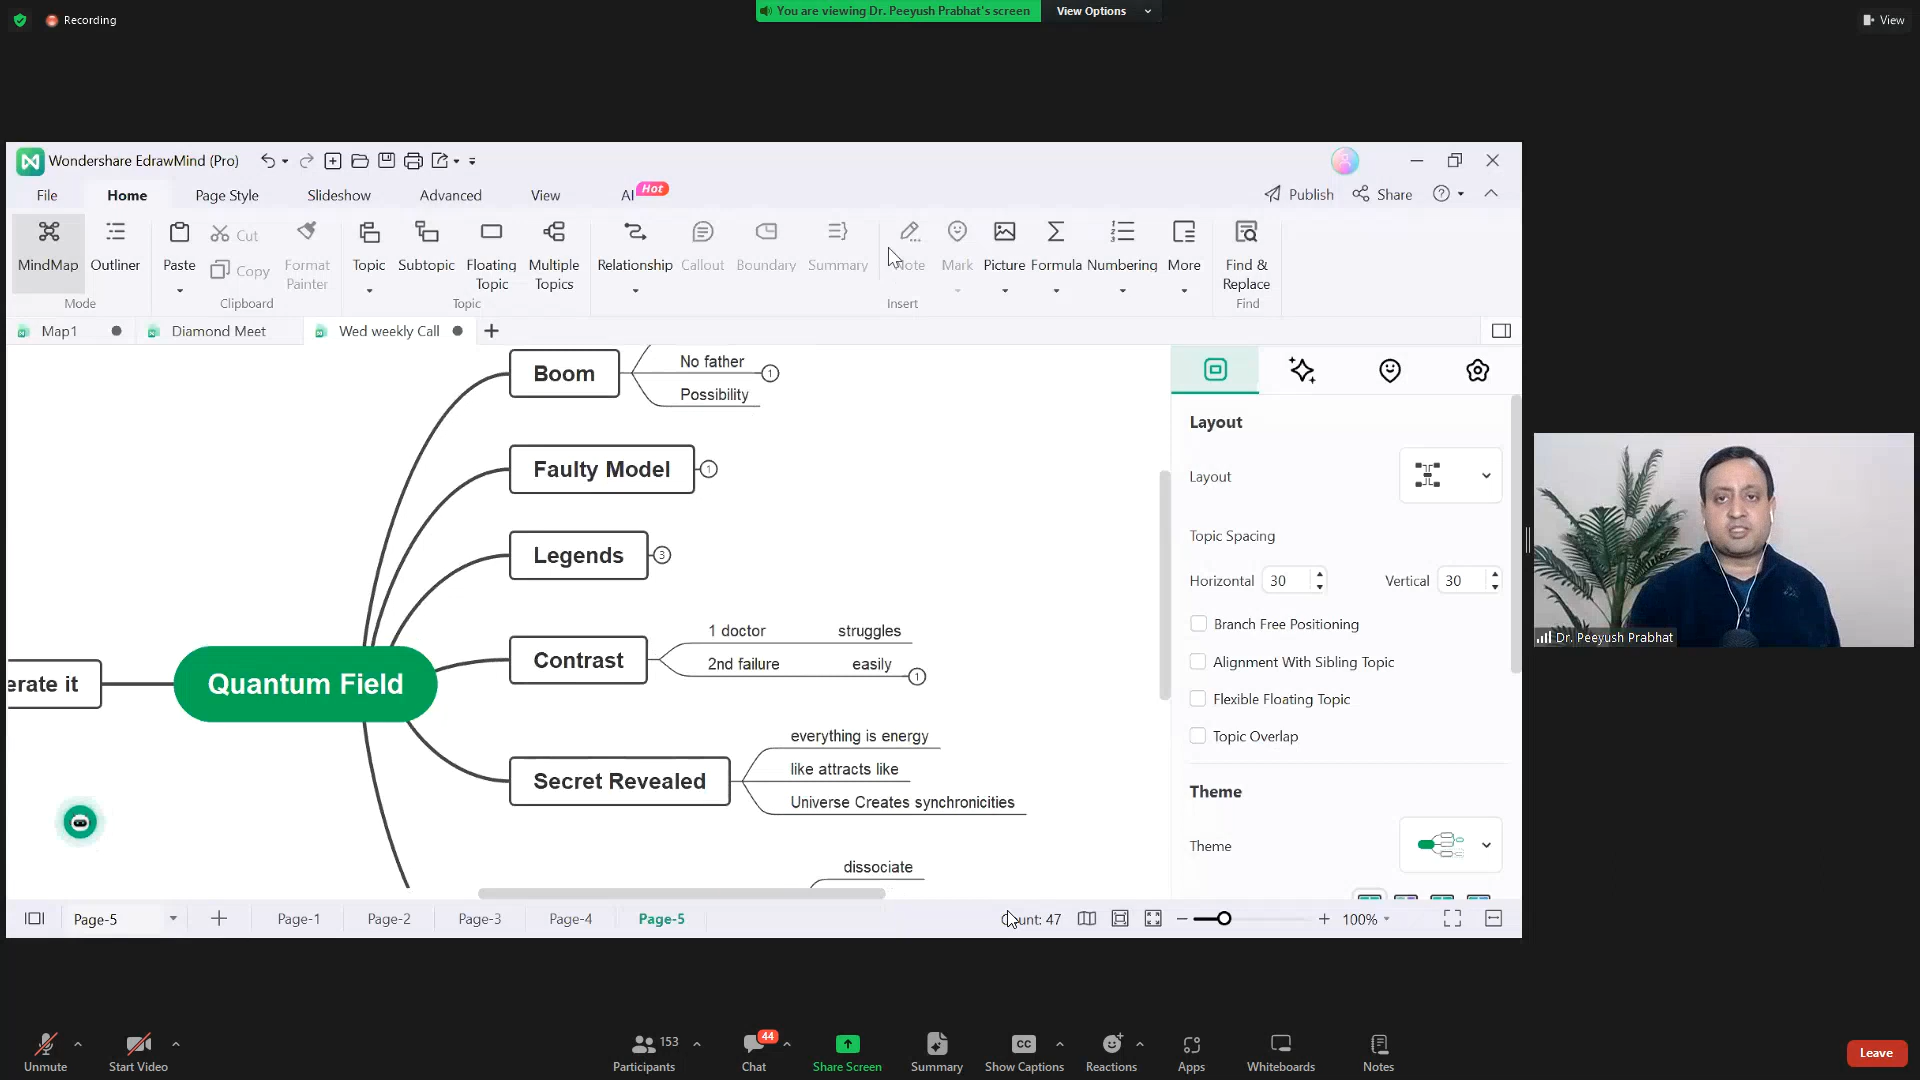 Recording
You are viewing Dr. Peeyush Prabhat's screen
View Options
View
Wondershare EdrawMind (Pro)
File
Home
Page Style
Slideshow
Advanced
View
AI
Hot
Publish
Share
MindMap
Outliner
Mode
Paste
Cut
Copy
Format Painter
Clipboard
Topic
Subtopic
Floating Topic
Multiple Topics
Topic
Relationship
Callout
Boundary
Summary
Mark
Picture
Formula
Numbering
More
Insert
Find & Replace
Find
Map1
Diamond Meet
Wed weekly Call
Boom
No father
1
Possibility
Faulty Model
1
Legends
3
Contrast
1 doctor
struggles
2nd failure
easily
1
erate it
Quantum Field
Secret Revealed
everything is energy
like attracts like
Universe Creates synchronicities
dissociate
Layout
Layout
Topic Spacing
Horizontal
30
Vertical
30
Branch Free Positioning
Alignment With Sibling Topic
Flexible Floating Topic
Topic Overlap
Theme
Theme
Dr. Peeyush Prabhat
Page-5
Page-1
Page-2
Page-3
Page-4
Page-5
47
100%
Unmute
Start Video
153
Participants
44
Chat
Share Screen
Summary
CC
Show Captions
Reactions
Apps
Whiteboards
Notes
Leave